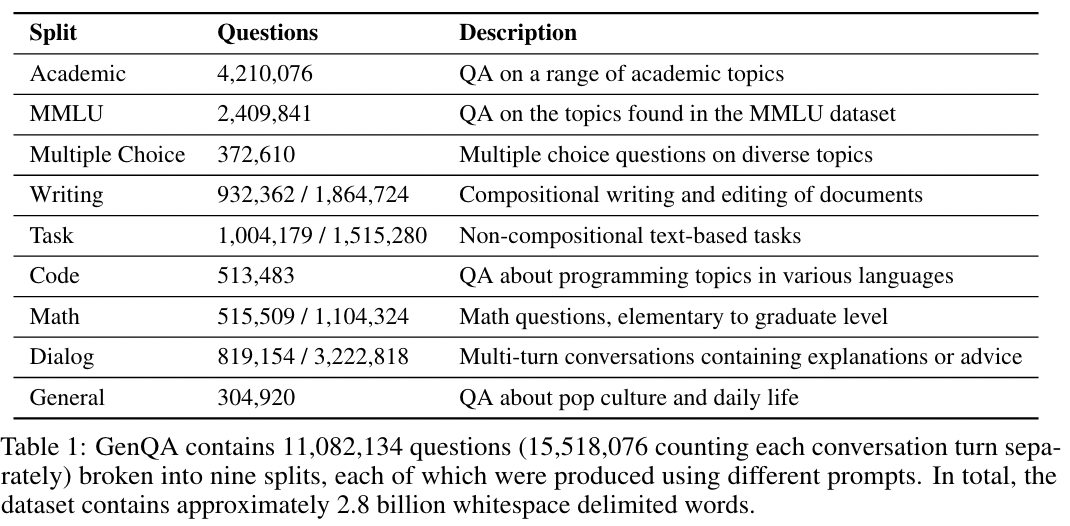 Split Questions Description
Academic 4,210,076 QA on a range of academic topics
MMLU 2,409,841 QA on the topics found in the MMLU dataset
Multiple Choice 372,610 Multiple choice questions on diverse topics
Writing 932,362 / 1,864,724 Compositional writing and editing of documents
Task 1,004,179 / 1,515,280 Non-compositional text-based tasks
Code 513,483 QA about programming topics in various languages
Math 515,509 / 1,104,324 Math questions, elementary to graduate level
Dialog 819,154 / 3,222,818 Multi-turn conversations containing explanations or advice
General 304,920 QA about pop culture and daily life
Table 1: GenQA contains 11,082,134 questions (15,518,076 counting each conversation turn sepa-
rately) broken into nine splits, each of which were produced using different prompts. In total, the
dataset contains approximately 2.8 billion whitespace delimited words.